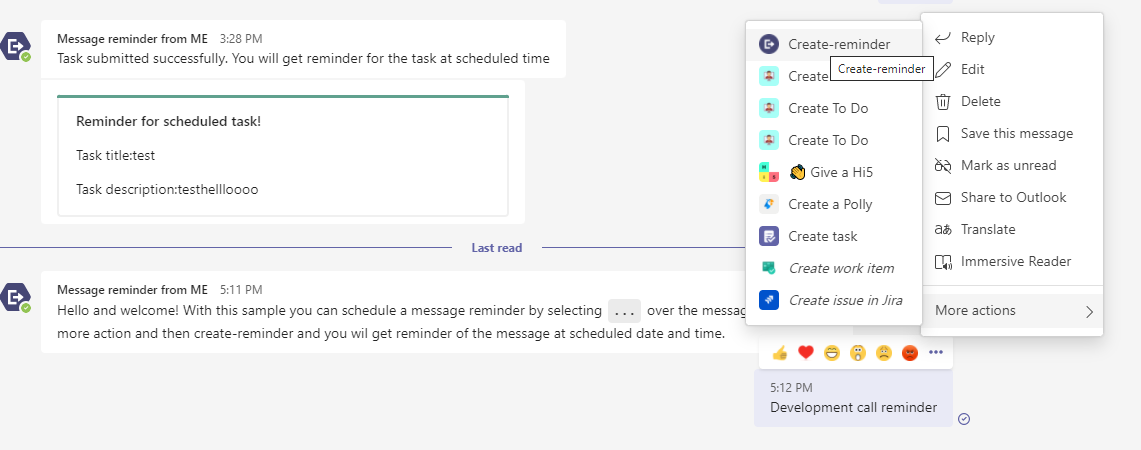 Message reminder from ME 3:28 PM
Task submitted successfully. You will get reminder for the task at scheduled time
Reminder for scheduled task!
Task title:test
Task description:testhellloooo
Last read
Message reminder from ME 5:11 PM
Hello and welcome! With this sample you can schedule a message reminder by selecting ... over the messag
more action and then create-reminder and you wil get reminder of the message at scheduled date and time.
Create-reminder
Create
Create-reminder
Create To Do
Create To Do
Give a Hi5
Create a Polly
Create task
Create work item
Create issue in Jira
Reply
Edit
Delete
Save this message
Mark as unread
Share to Outlook
Translate
Immersive Reader
More actions
5:12 PM
Development call reminder